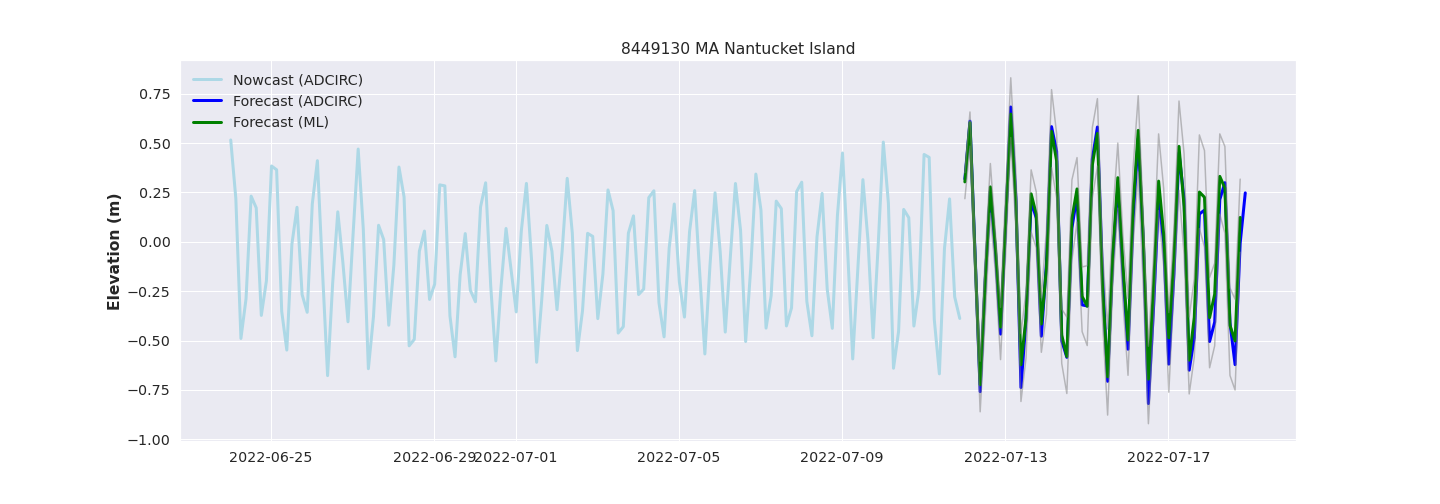 8449130 MA Nantucket Island
Nowcast (ADCIRC)
Forecast (ADCIRC)
Forecast (ML)
Elevation (m)
0.75
0.50
0.25
0.00
−0.25
−0.50
−0.75
−1.00
2022-06-25 2022-06-29 2022-07-01 2022-07-05 2022-07-09 2022-07-13 2022-07-17